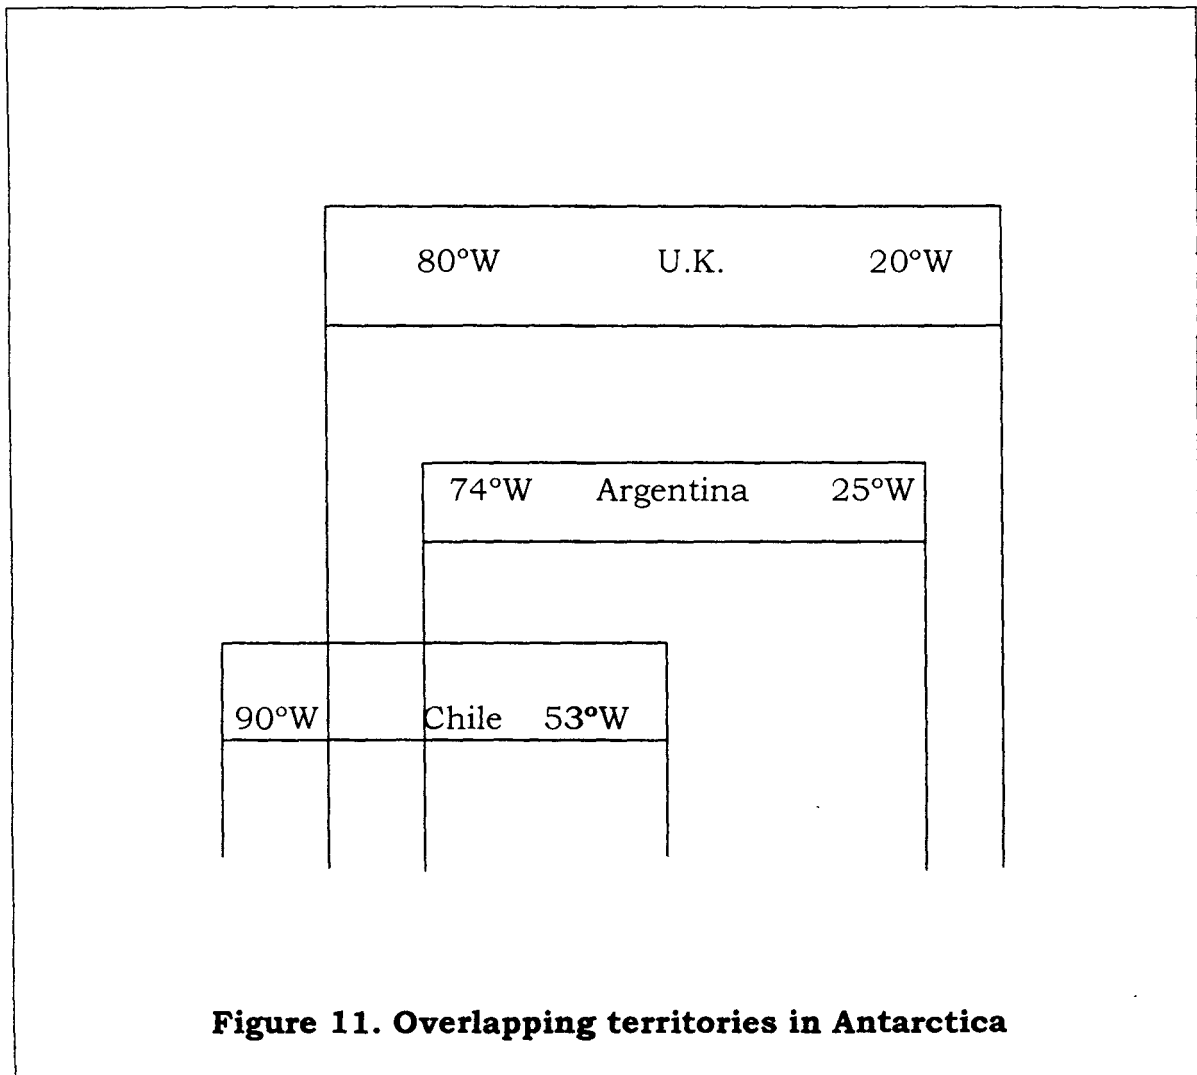 80°W U.K. 20°W
74°W Argentina 25°W
90°W Chile 53°W
Figure 11. Overlapping territories in Antarctica